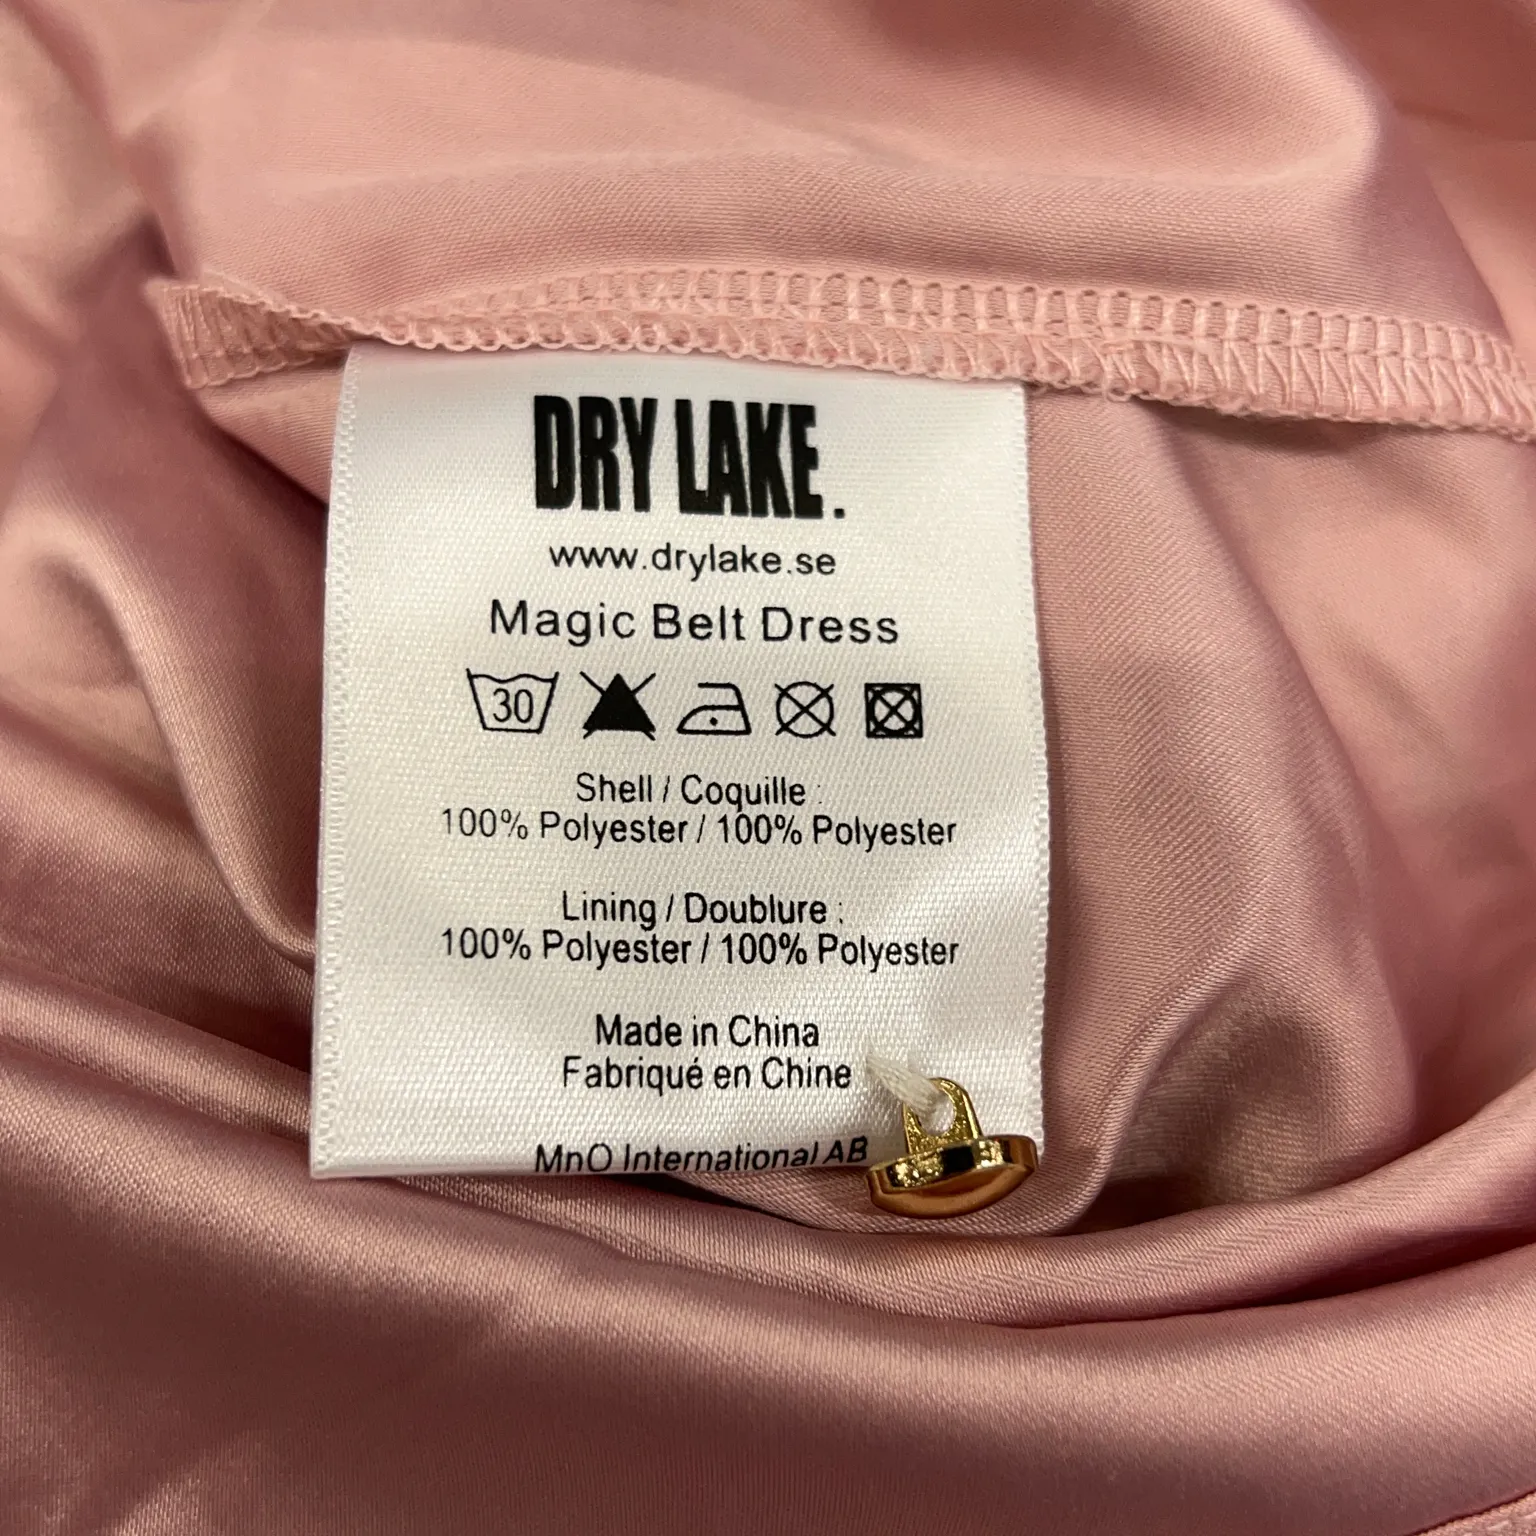 DRY LAKE.
www.drylake.se
Magic Belt Dress
30
Shell / Coquille :
100% Polyester / 100% Polyester
Lining / Doublure :
100% Polyester / 100% Polyester
Made in China
Fabriqué en Chine
MnO International AB